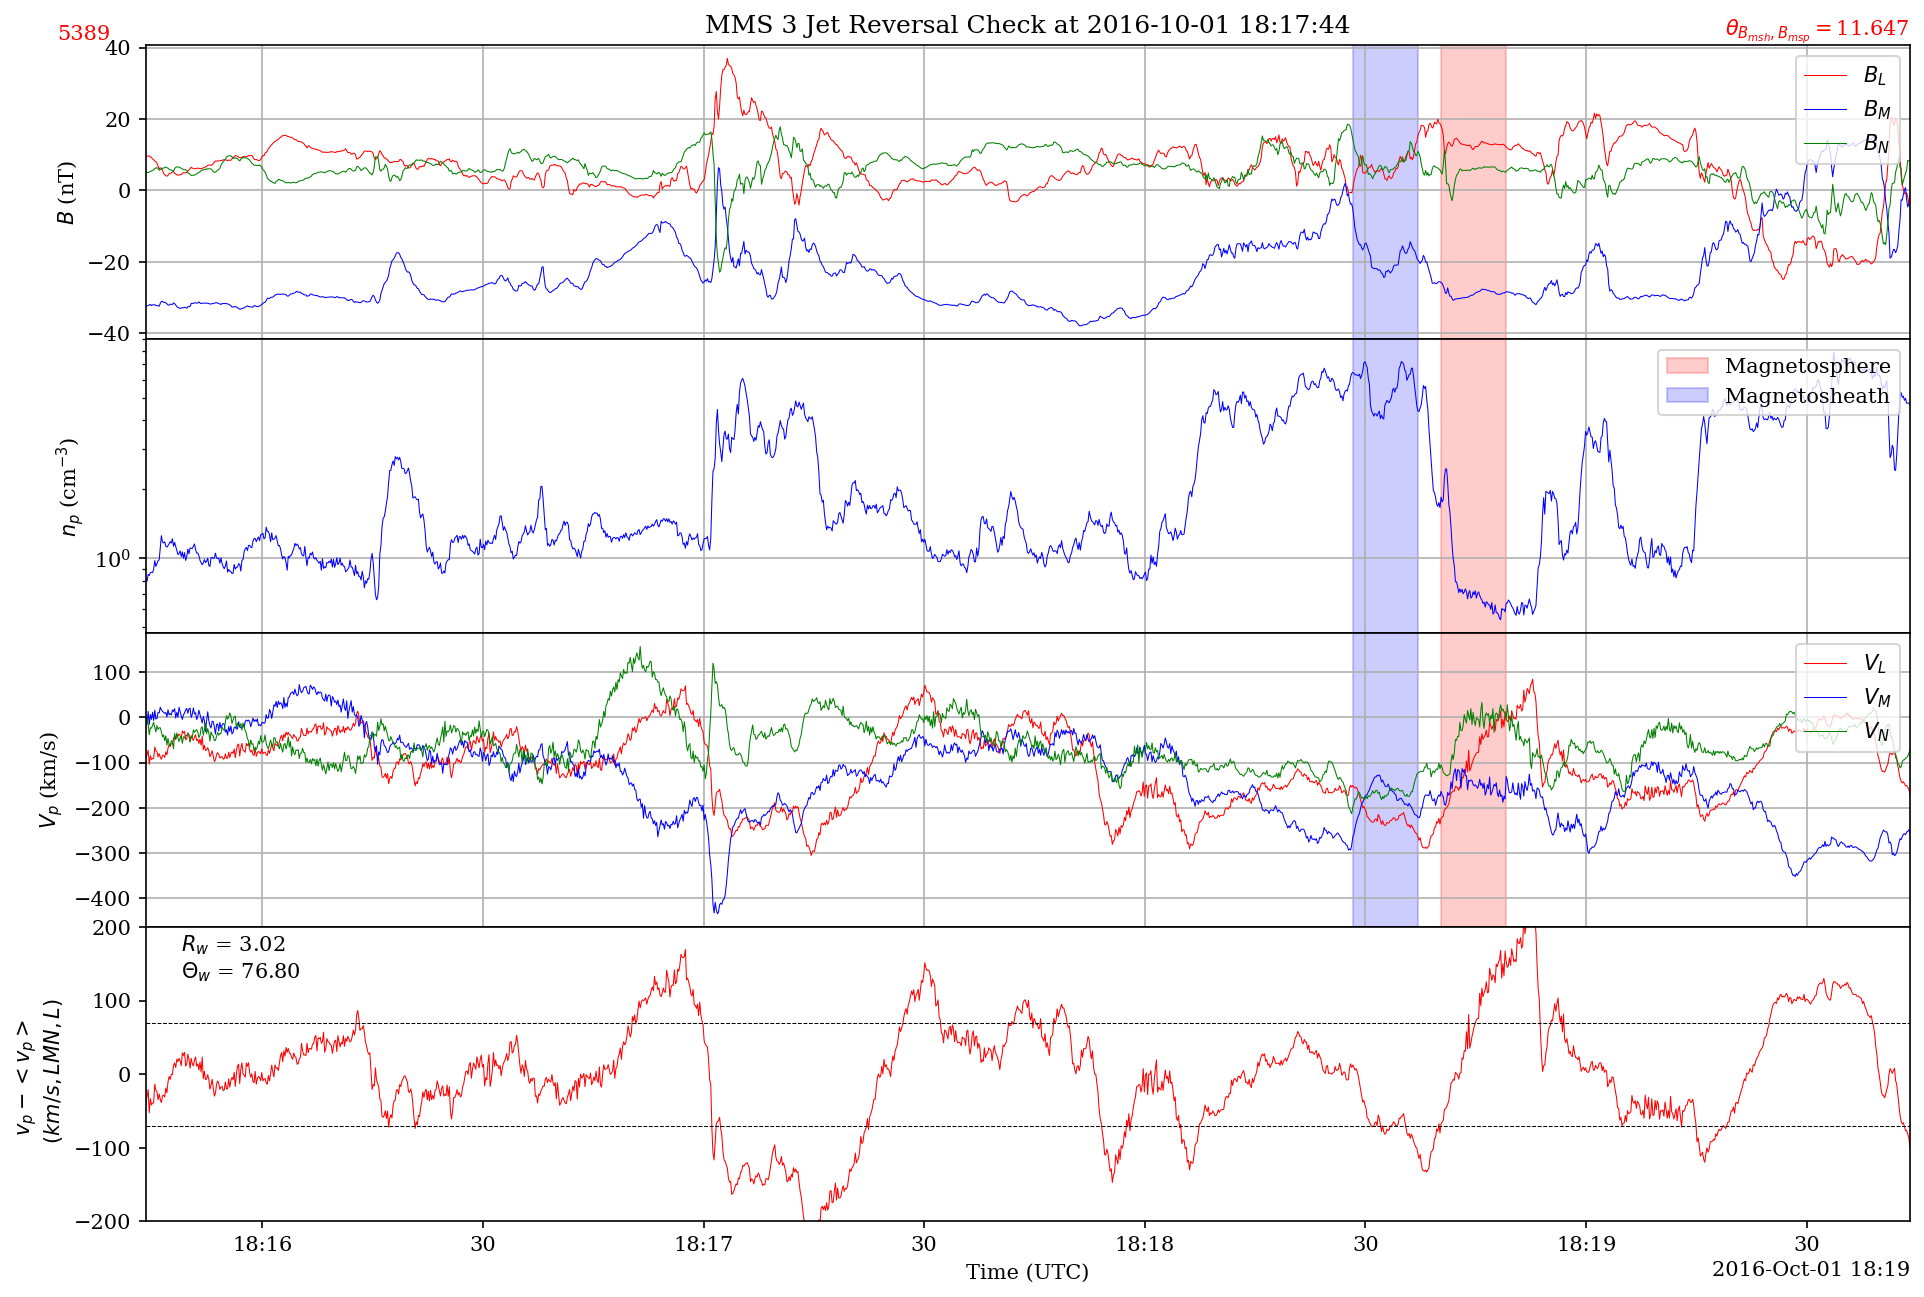 MMS 3 Jet Reversal Check at 2016-10-01 18:17:44
5389
θ_{B_{msh}, B_{msp}} = 11.647
40
20
0
−20
−40
B (nT)
B_L
B_M
B_N
10^0
n_p (cm^{−3})
Magnetosphere
Magnetosheath
100
0
−100
−200
−300
−400
V_p (km/s)
V_L
V_M
V_N
200
100
0
−100
−200
v_p − < v_p >
(km/s, LMN, L)
R_w = 3.02
Θ_w = 76.80
18:16 30 18:17 30 18:18 30 18:19 30
Time (UTC)
2016-Oct-01 18:19